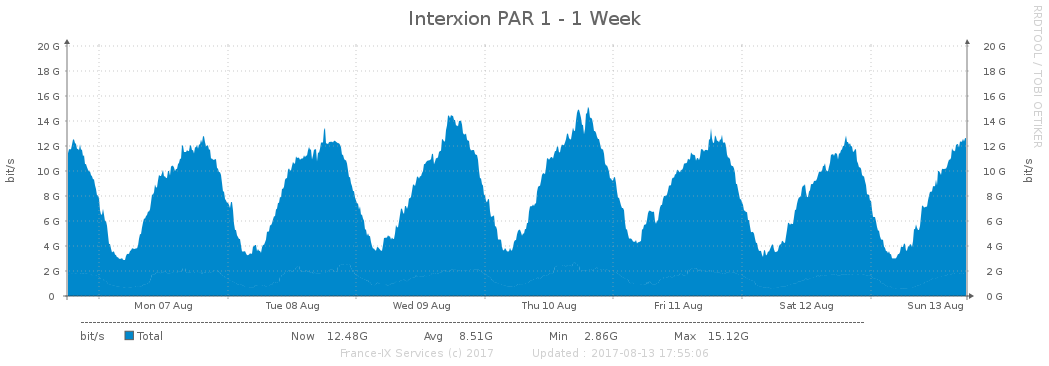 Interxion PAR 1 - 1 Week
RRDTOOL / TOBI OETIKER
bit/s
20 G
18 G
16 G
14 G
12 G
10 G
8 G
6 G
4 G
2 G
0
20 G
18 G
16 G
14 G
12 G
10 G
8 G
6 G
4 G
2 G
0 G
bit/s
Mon 07 Aug Tue 08 Aug Wed 09 Aug Thu 10 Aug Fri 11 Aug Sat 12 Aug Sun 13 Aug
bit/s Total Now 12.48G Avg 8.51G Min 2.86G Max 15.12G
France-IX Services (c) 2017 Updated : 2017-08-13 17:55:06